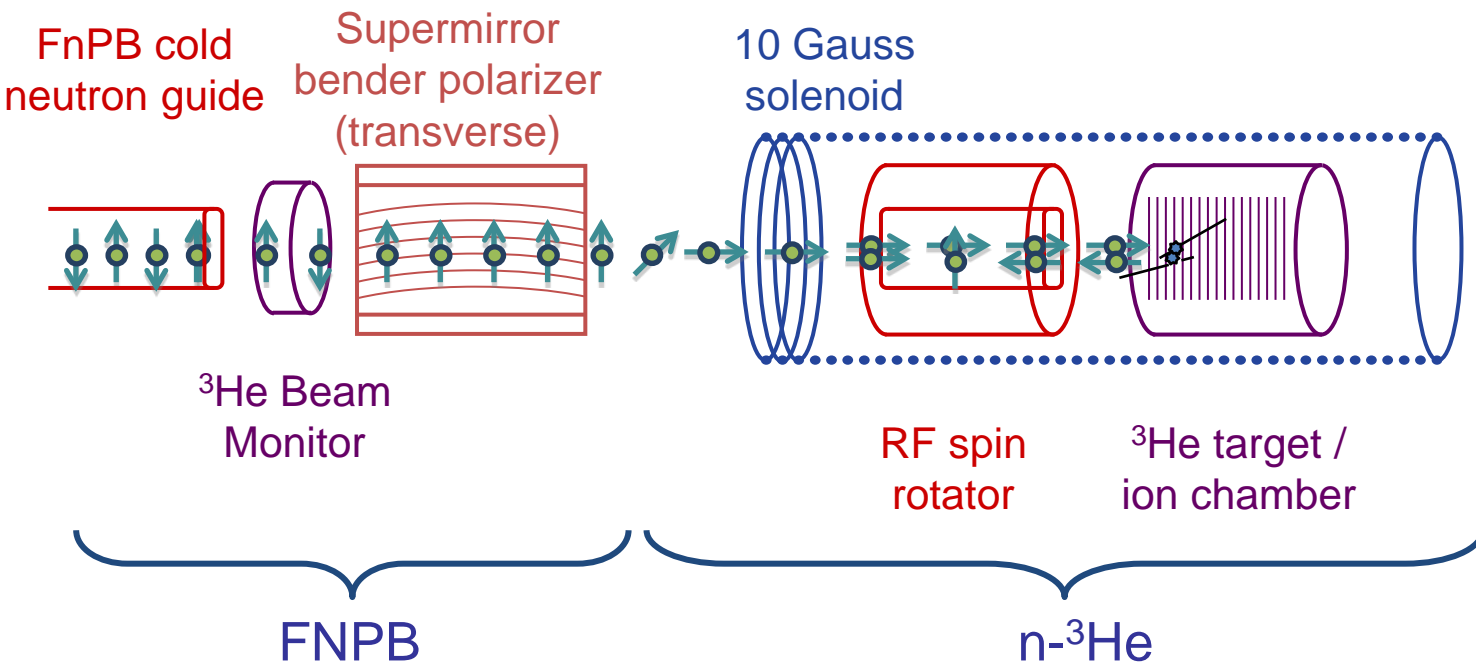 FnPB cold
neutron guide
Supermirror
bender polarizer
(transverse)
10 Gauss
solenoid
³He Beam
Monitor
RF spin
rotator
³He target /
ion chamber
FNPB
n-³He